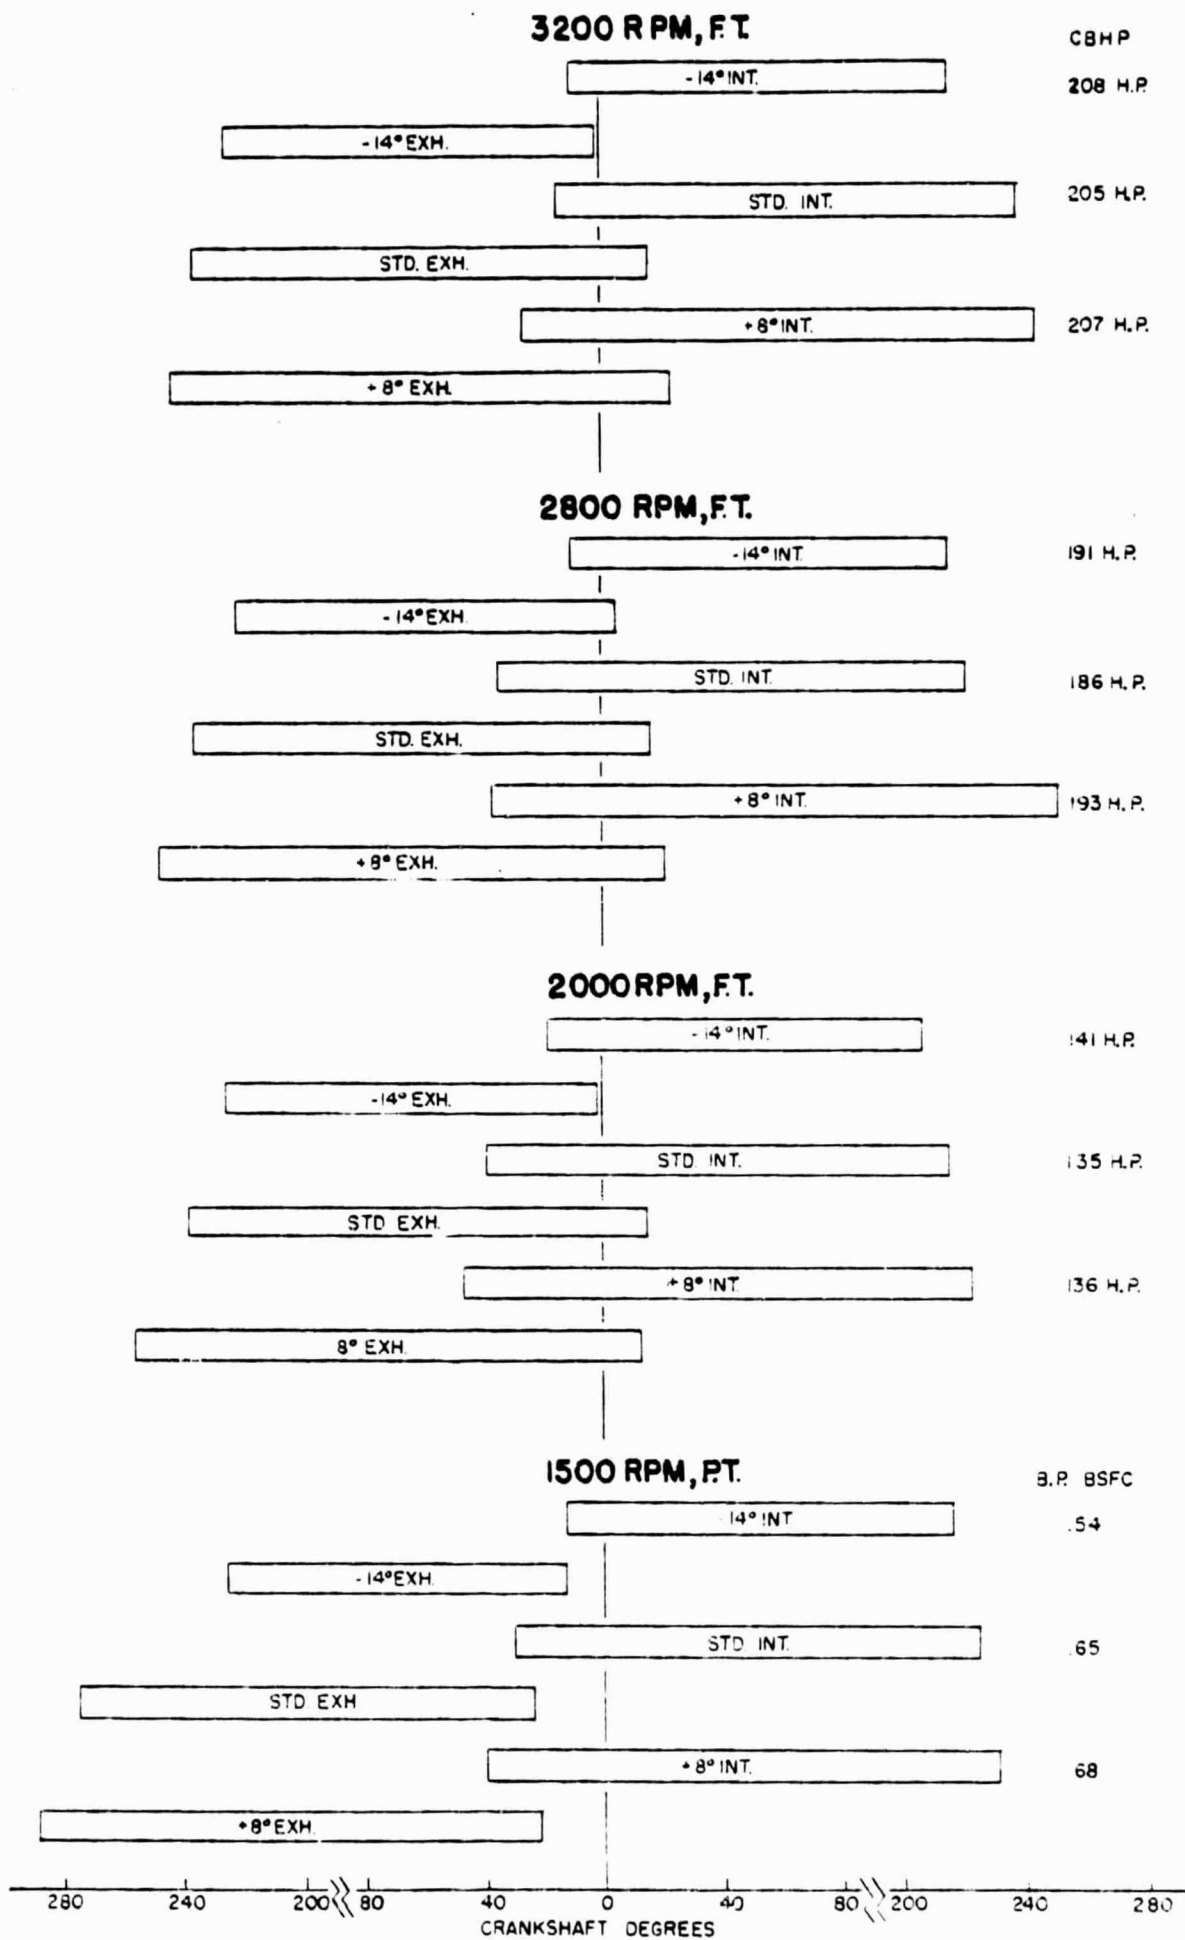 3200 RPM, F.T.
CBHP
-14° INT.
208 H.P.
-14° EXH.
STD. INT.
205 H.P.
STD. EXH.
+8° INT.
207 H.P.
+8° EXH.
2800 RPM, F.T.
-14° INT.
191 H.P.
-14° EXH.
STD. INT.
186 H.P.
STD. EXH.
+8° INT.
193 H.P.
+8° EXH.
2000 RPM, F.T.
-14° INT.
141 H.P.
-14° EXH.
STD. INT.
135 H.P.
STD EXH.
+8° INT.
136 H.P.
8° EXH.
1500 RPM, P.T.
B.P. BSFC
14° INT
.54
-14° EXH.
STD. INT.
.65
STD EXH
+8° INT.
68
+8° EXH.
280 240 200 80 40 0 40 80 200 240 280
CRANKSHAFT DEGREES